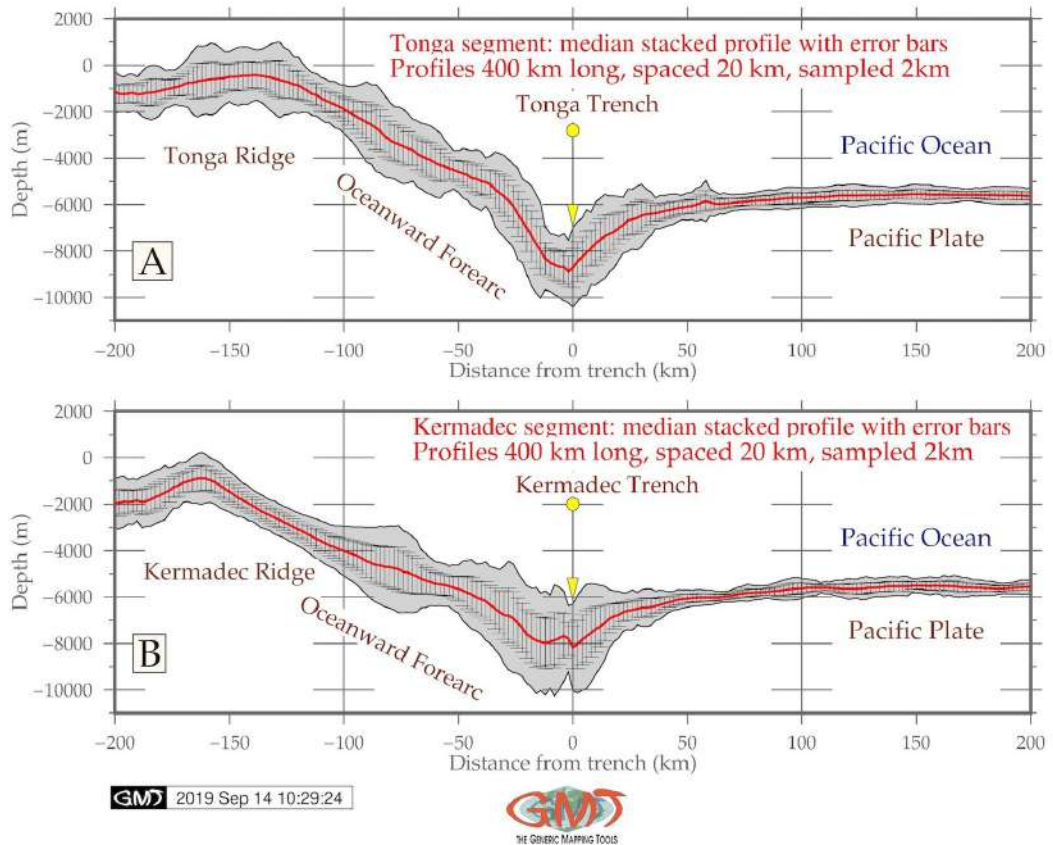 2000
0
−2000
−4000
−6000
−8000
−10000
Depth (m)
Tonga segment: median stacked profile with error bars
Profiles 400 km long, spaced 20 km, sampled 2km
Tonga Trench
Tonga Ridge
Oceanward Forearc
Pacific Ocean
Pacific Plate
A
−200 −150 −100 −50 0 50 100 150 200
Distance from trench (km)
2000
0
−2000
−4000
−6000
−8000
−10000
Depth (m)
Kermadec segment: median stacked profile with error bars
Profiles 400 km long, spaced 20 km, sampled 2km
Kermadec Trench
Kermadec Ridge
Oceanward Forearc
Pacific Ocean
Pacific Plate
B
−200 −150 −100 −50 0 50 100 150 200
Distance from trench (km)
GMT 2019 Sep 14 10:29:24
GMT
THE GENERIC MAPPING TOOLS